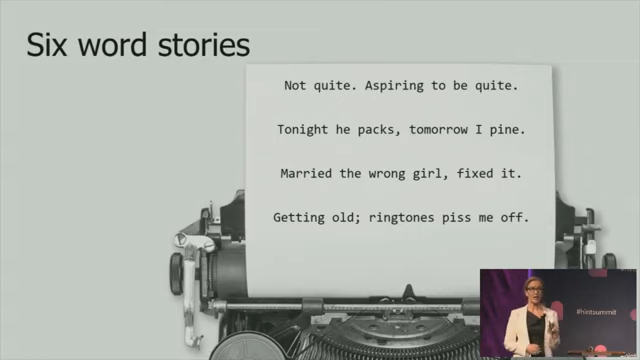 Six word stories
Not quite. Aspiring to be quite.
Tonight he packs, tomorrow I pine.
Married the wrong girl, fixed it.
Getting old; ringtones piss me off.
#hintsummit